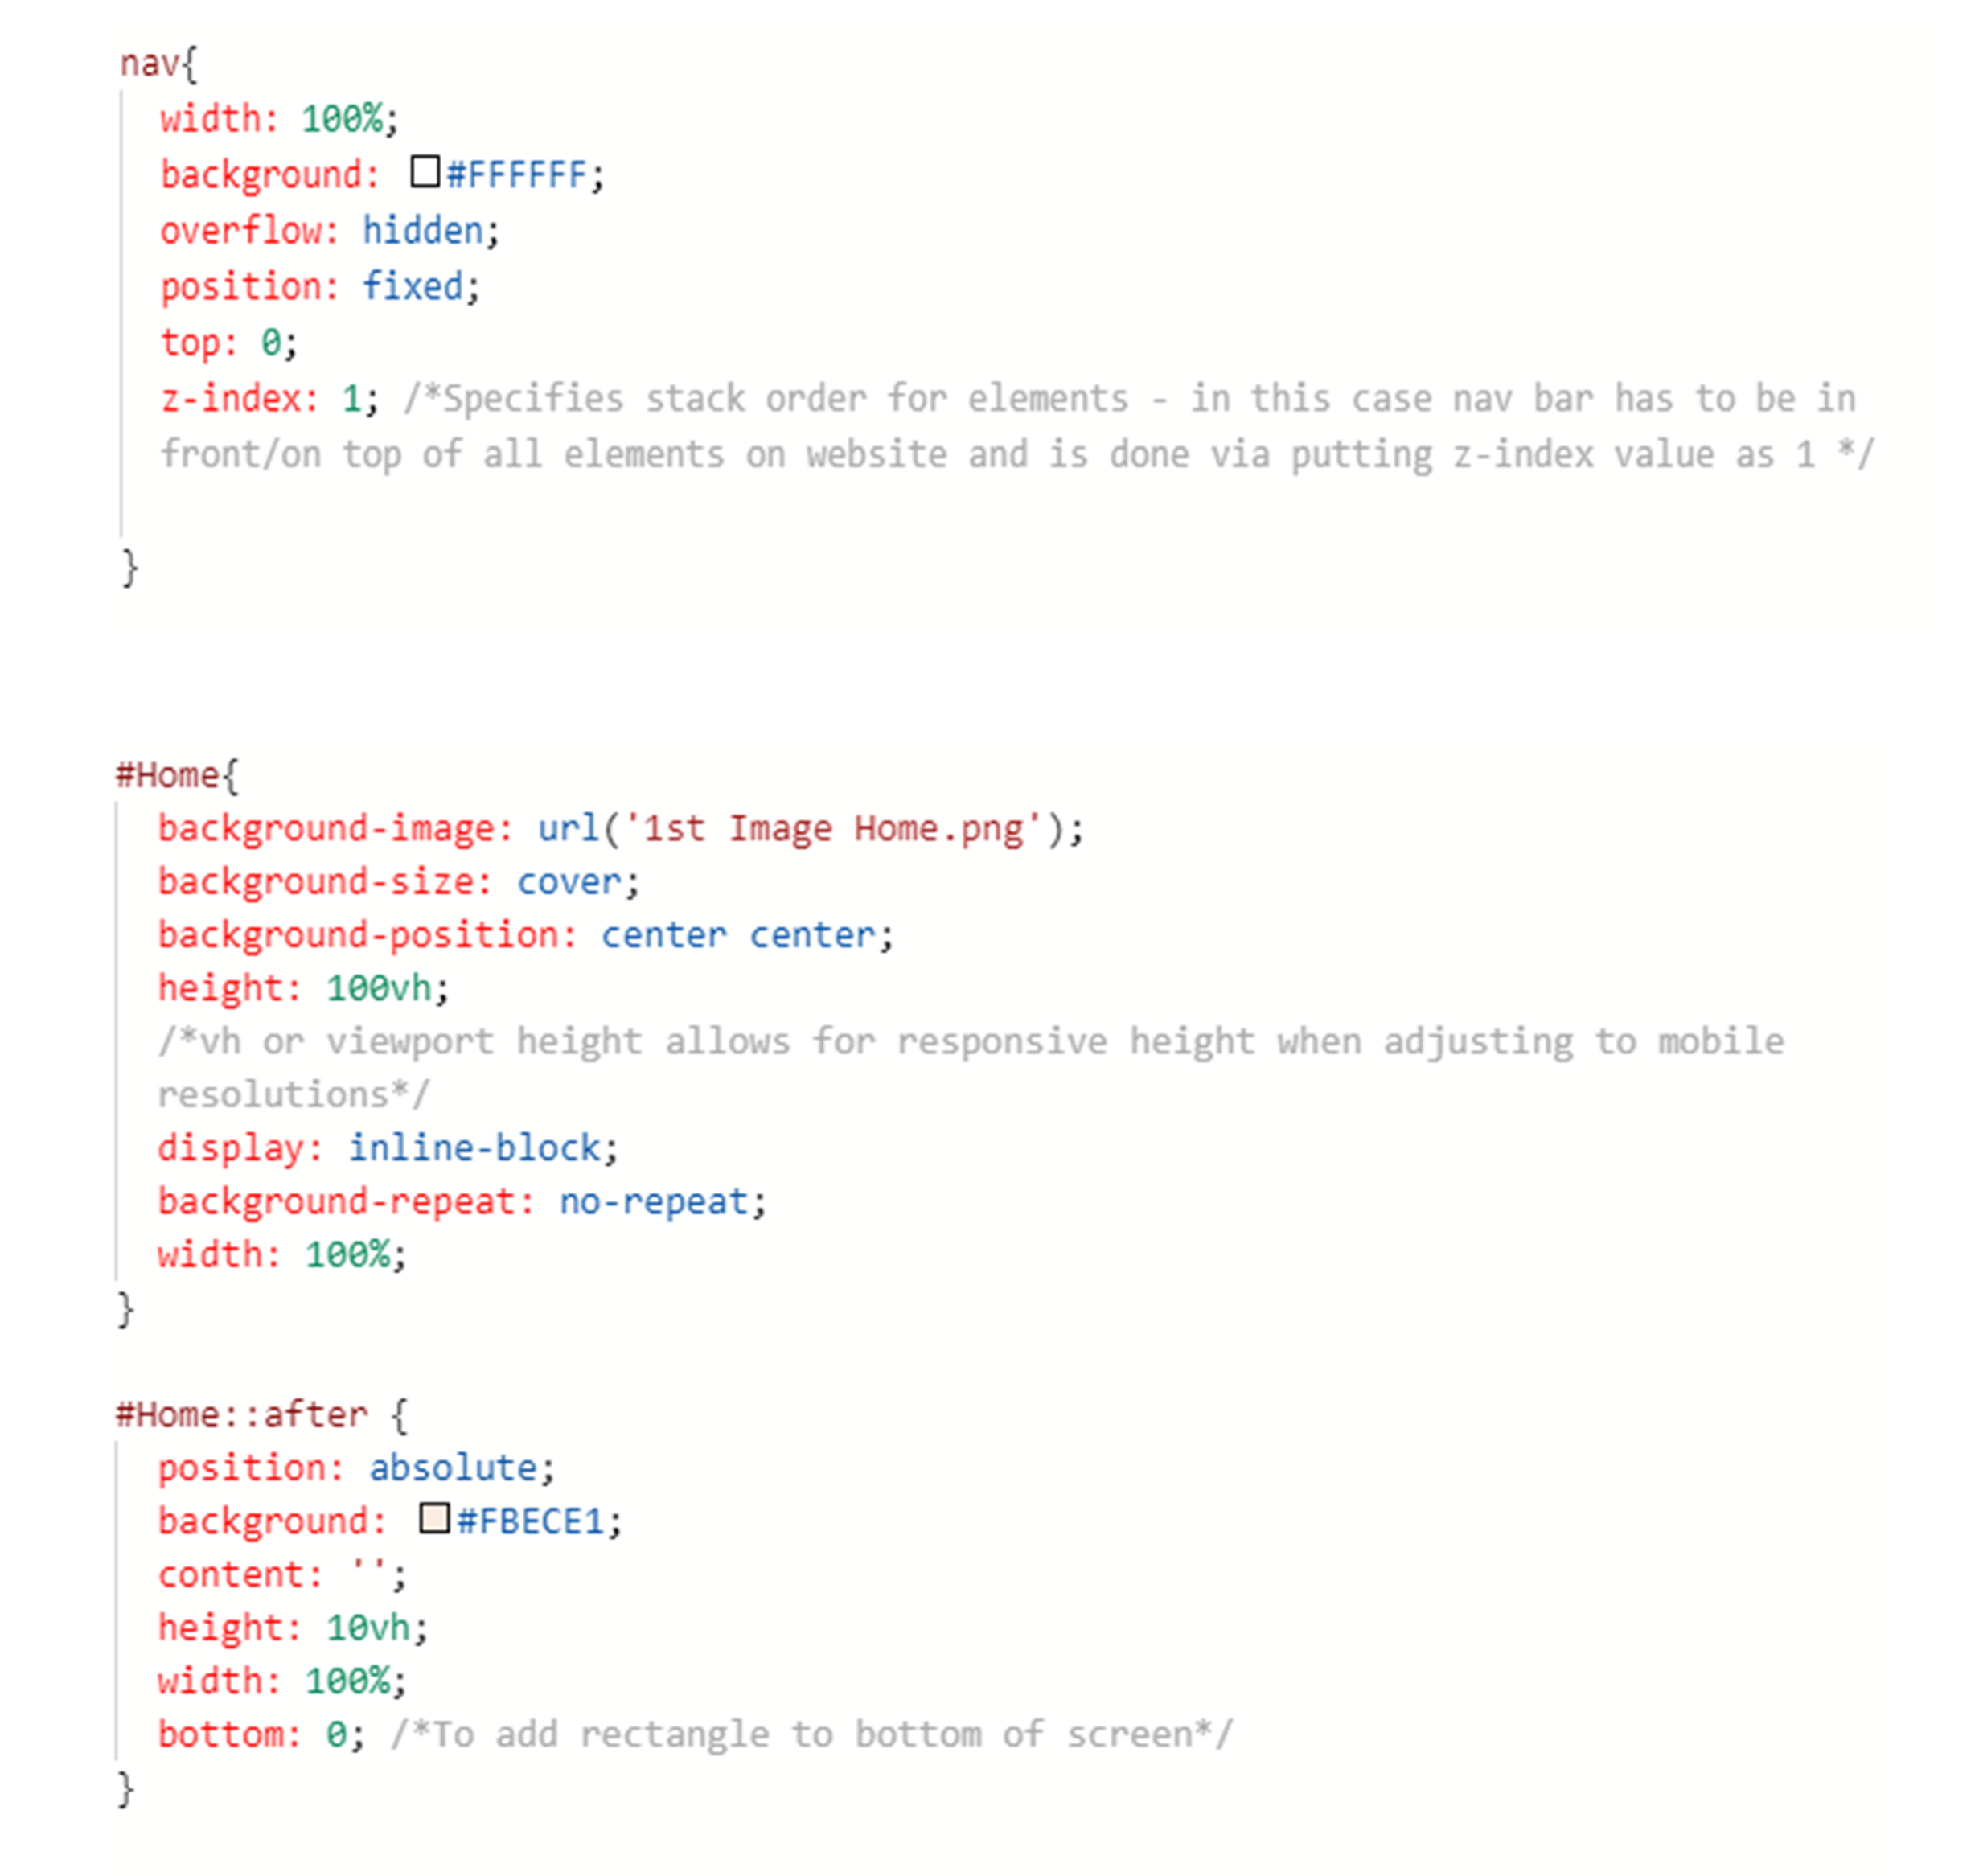 nav{
width: 100%;
background: #FFFFFF;
overflow: hidden;
position: fixed;
top: 0;
z-index: 1; /*Specifies stack order for elements - in this case nav bar has to be in
front/on top of all elements on website and is done via putting z-index value as 1 */
}
#Home{
background-image: url('1st Image Home.png');
background-size: cover;
background-position: center center;
height: 100vh;
/*vh or viewport height allows for responsive height when adjusting to mobile
resolutions*/
display: inline-block;
background-repeat: no-repeat;
width: 100%;
}
#Home::after {
position: absolute;
background: #FBECE1;
content: '';
height: 10vh;
width: 100%;
bottom: 0; /*To add rectangle to bottom of screen*/
}